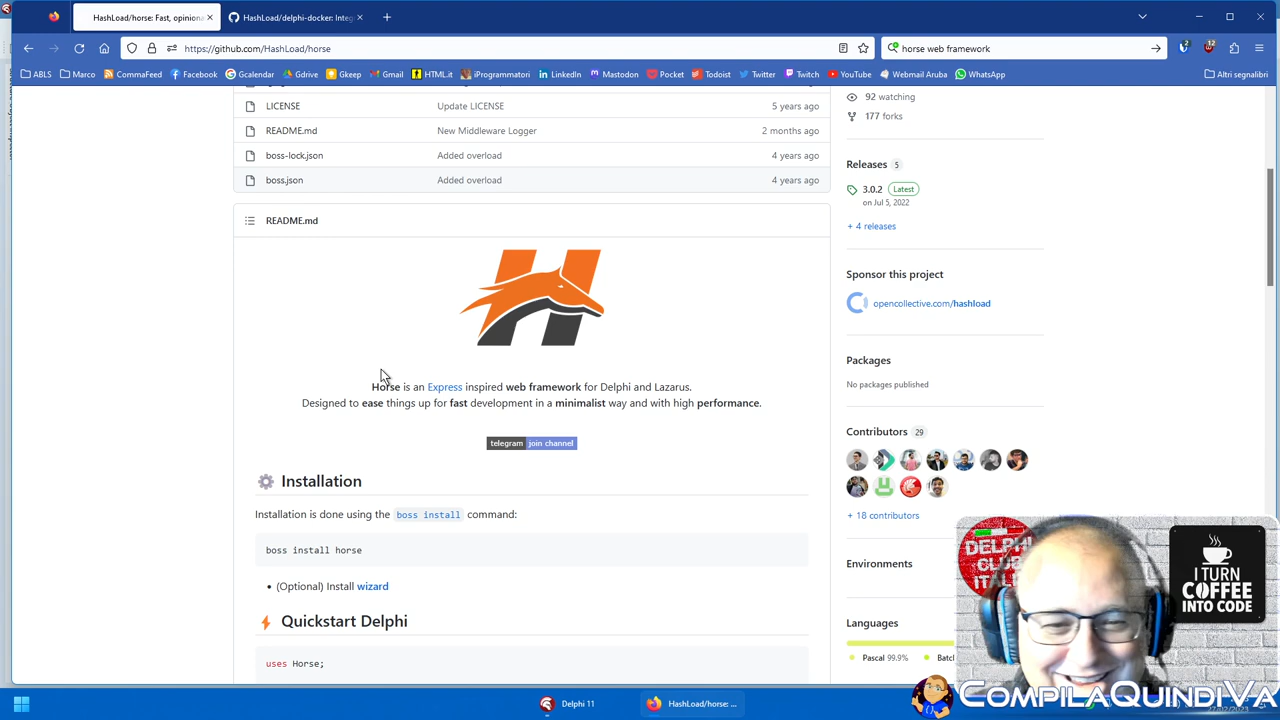 HashLoad/horse: Fast, opinion
HashLoad/delphi-docker: Integ
https://github.com/HashLoad/horse
horse web framework
12
ABLS
Marco
CommaFeed
Facebook
Gcalendar
Gdrive
Gkeep
Gmail
HTML.it
iProgrammatori
LinkedIn
Mastodon
Pocket
Todoist
Twitter
Twitch
YouTube
Webmail Aruba
WhatsApp
Altri segnalibri
LICENSE
Update LICENSE
5 years ago
README.md
New Middleware Logger
2 months ago
boss-lock.json
Added overload
4 years ago
boss.json
Added overload
4 years ago
README.md
Horse is an Express inspired web framework for Delphi and Lazarus.
Designed to ease things up for fast development in a minimalist way and with high performance.
telegram join channel
Installation
Installation is done using the boss install command:
boss install horse
(Optional) Install wizard
Quickstart Delphi
uses Horse;
92 watching
177 forks
Releases 5
3.0.2 Latest
on Jul 5, 2022
+ 4 releases
Sponsor this project
opencollective.com/hashload
Packages
No packages published
Contributors 29
+ 18 contributors
Environments
Languages
Pascal 99.9%
Batc
DELPHI
CLUB
I TURN
COFFEE
INTO CODE
COMPILAQUINDIVA
Delphi 11
HashLoad/horse: ...